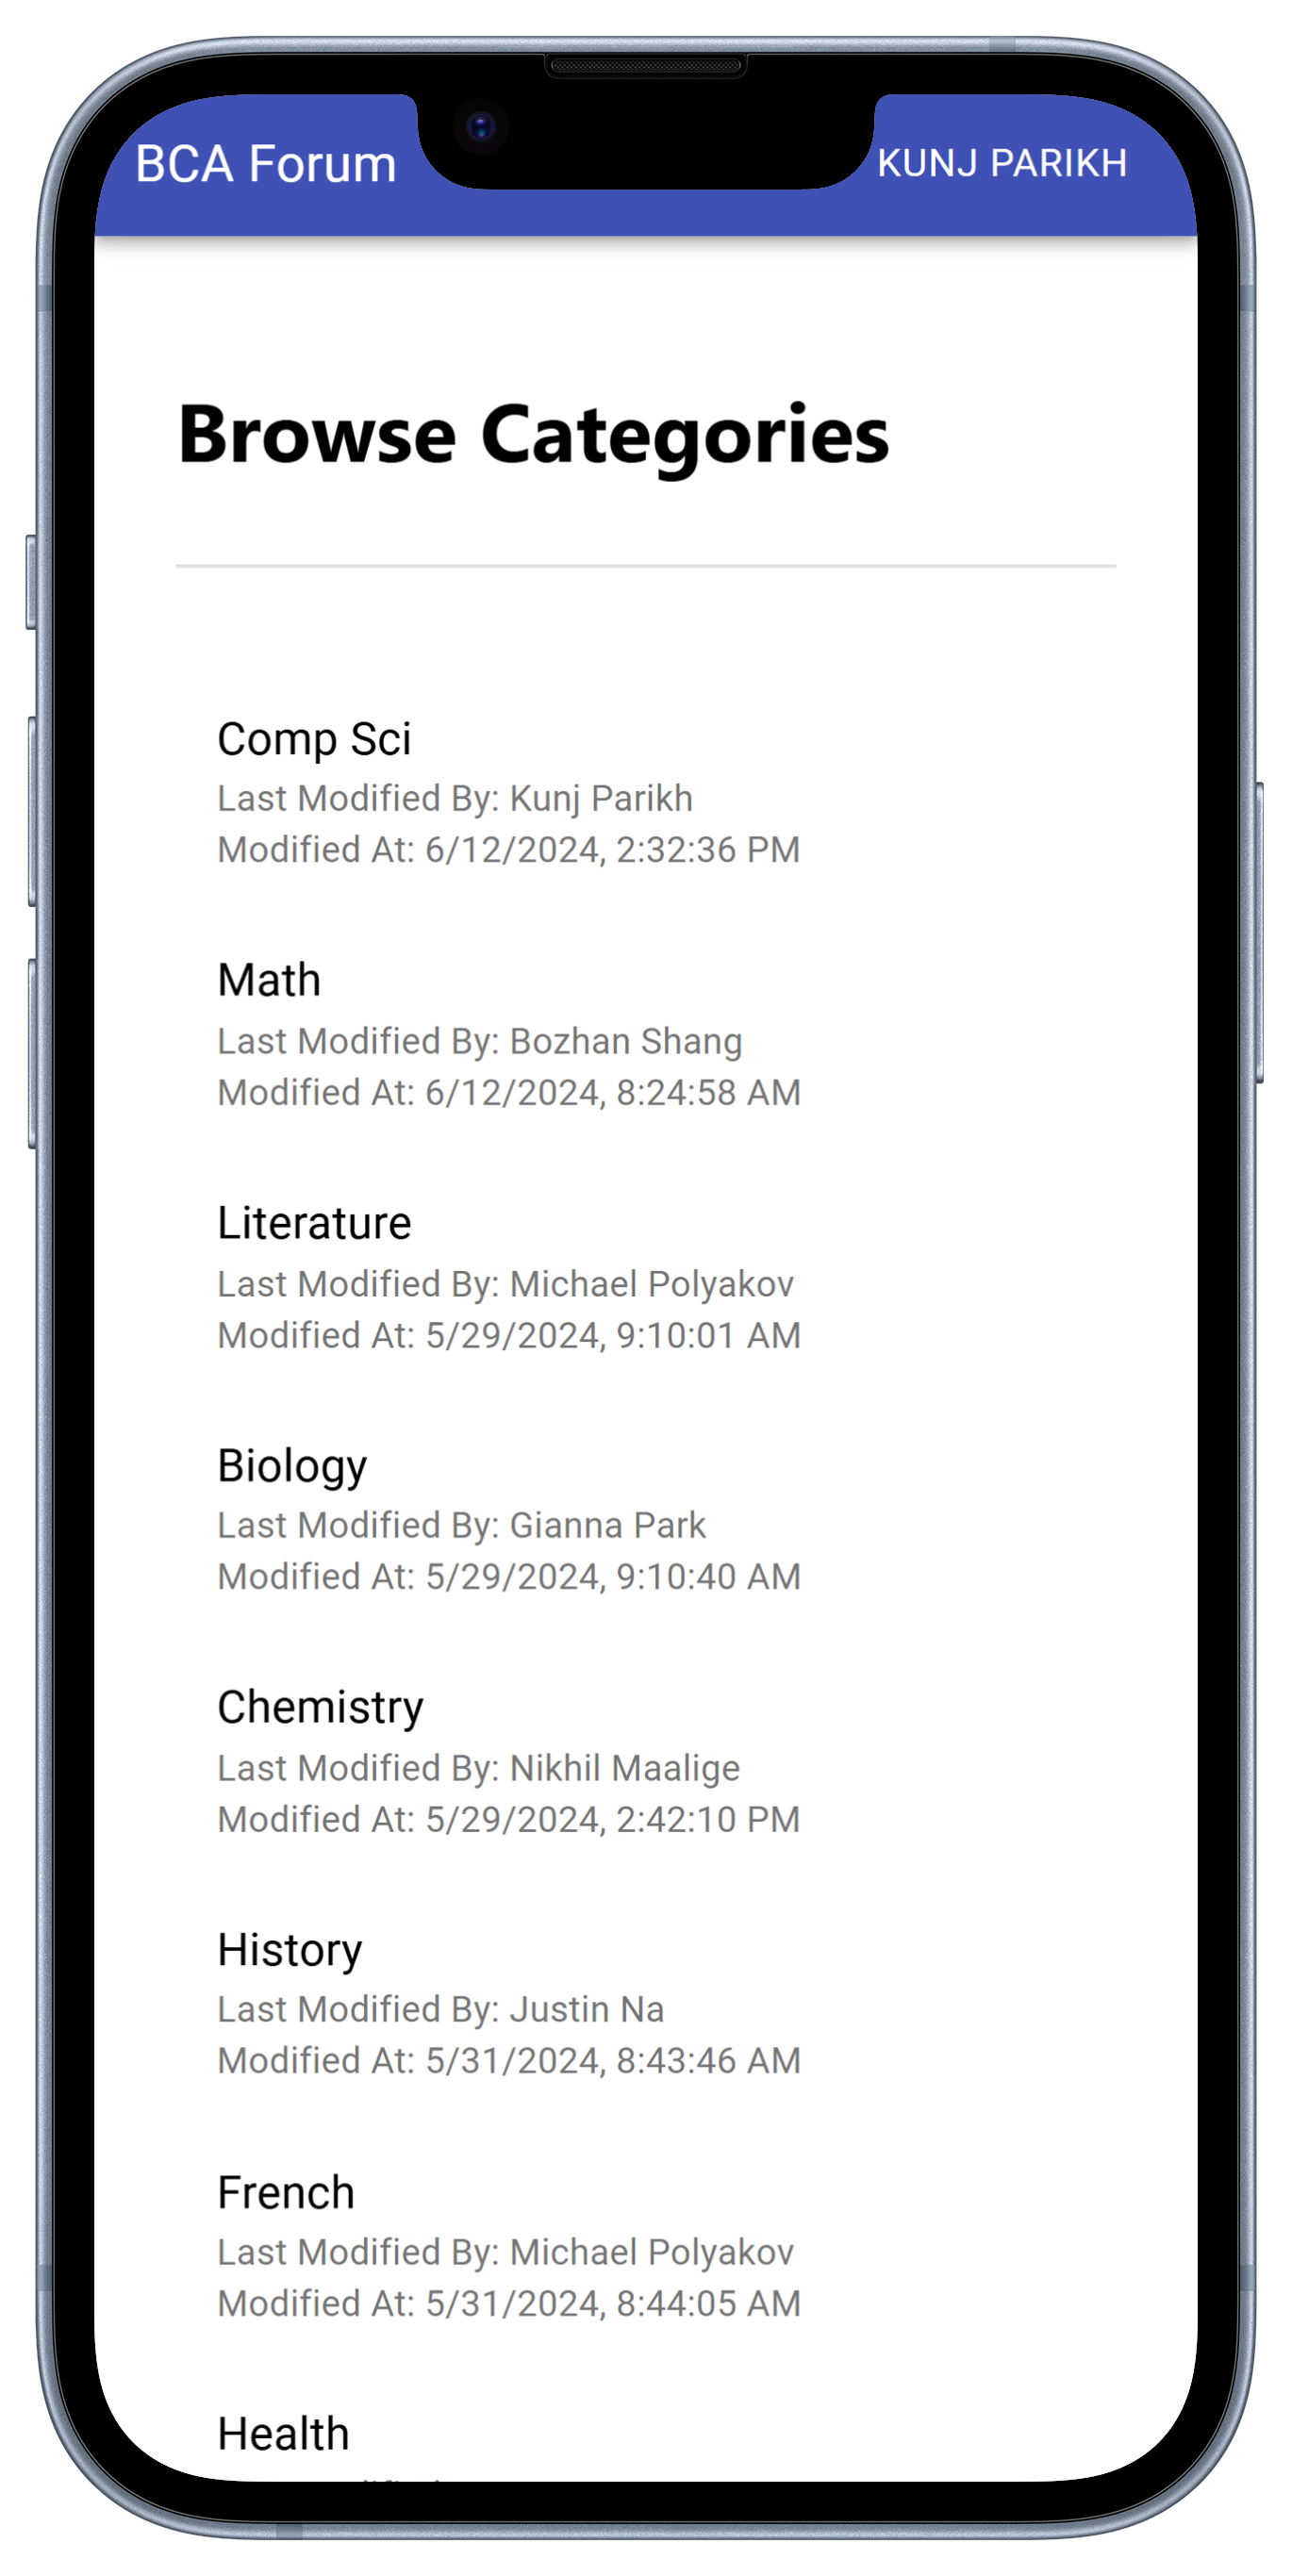 BCA Forum
KUNJ PARIKH
Browse Categories
Comp Sci
Last Modified By: Kunj Parikh
Modified At: 6/12/2024, 2:32:36 PM
Math
Last Modified By: Bozhan Shang
Modified At: 6/12/2024, 8:24:58 AM
Literature
Last Modified By: Michael Polyakov
Modified At: 5/29/2024, 9:10:01 AM
Biology
Last Modified By: Gianna Park
Modified At: 5/29/2024, 9:10:40 AM
Chemistry
Last Modified By: Nikhil Maalige
Modified At: 5/29/2024, 2:42:10 PM
History
Last Modified By: Justin Na
Modified At: 5/31/2024, 8:43:46 AM
French
Last Modified By: Michael Polyakov
Modified At: 5/31/2024, 8:44:05 AM
Health